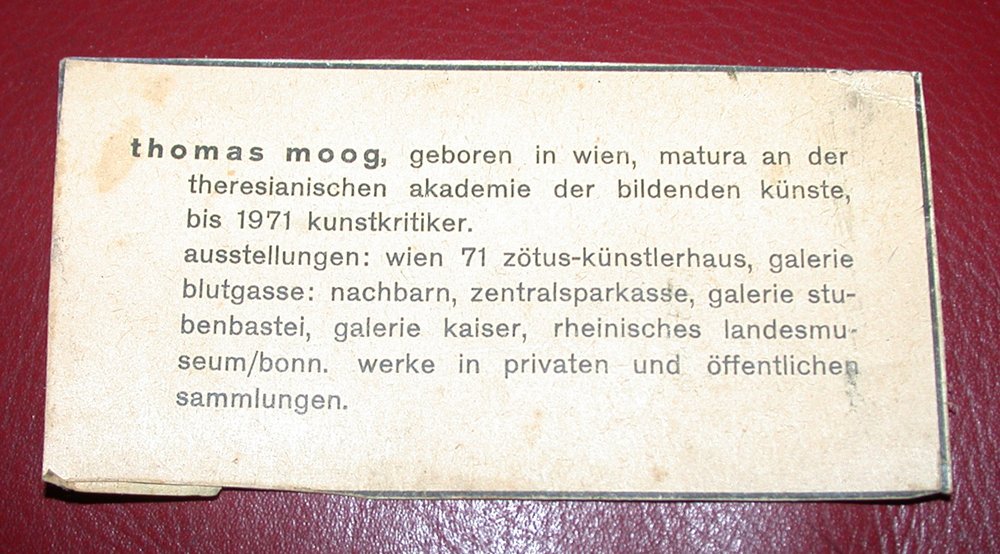 thomas moog, geboren in wien, matura an der
theresianischen akademie der bildenden künste,
bis 1971 kunstkritiker.
ausstellungen: wien 71 zötus-künstlerhaus, galerie
blutgasse: nachbarn, zentralsparkasse, galerie stu-
benbastei, galerie kaiser, rheinisches landesmu-
seum/bonn. werke in privaten und öffentlichen
sammlungen.